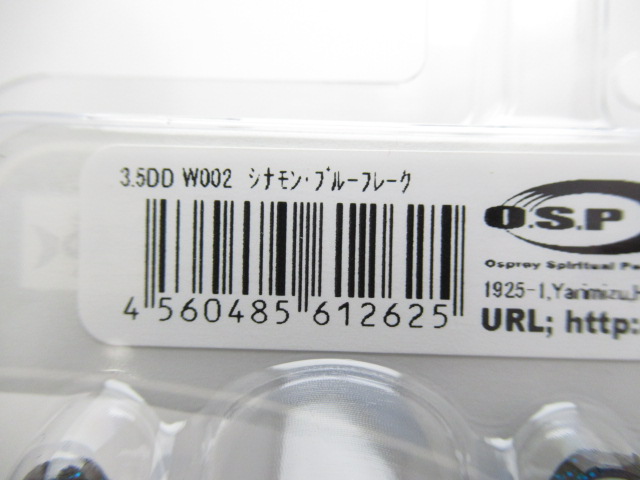 3.5DD W002 シナモン・ブルーフレーク
4 560485 612625
O.S.P
Osprey Spiritual
1925-1,Yarimizu,H
URL; http: